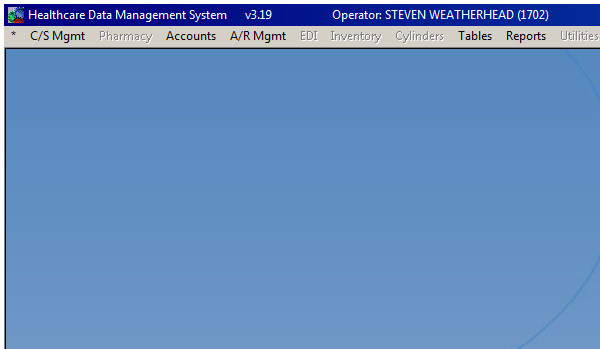 Healthcare Data Management System v3.19 Operator: STEVEN WEATHERHEAD (1702)
* C/S Mgmt Pharmacy Accounts A/R Mgmt EDI Inventory Cylinders Tables Reports Utilities